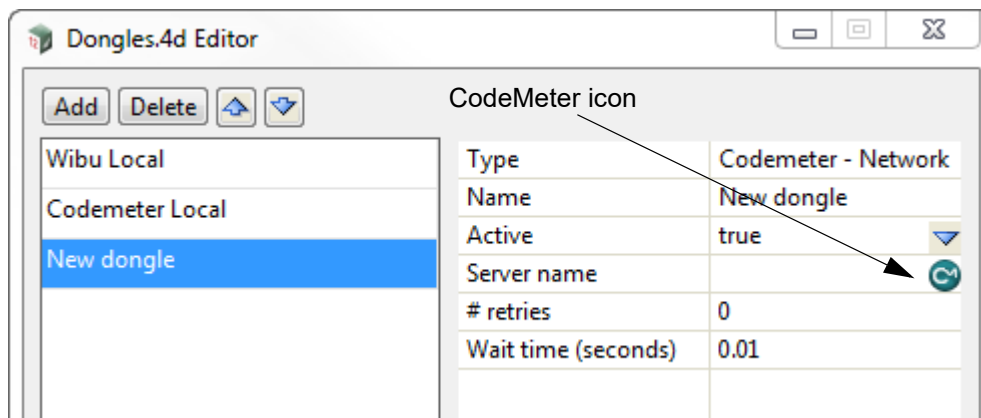 Dongles.4d Editor
Add Delete
CodeMeter icon
Wibu Local
Codemeter Local
New dongle
Type Codemeter - Network
Name New dongle
Active true
Server name
# retries 0
Wait time (seconds) 0.01